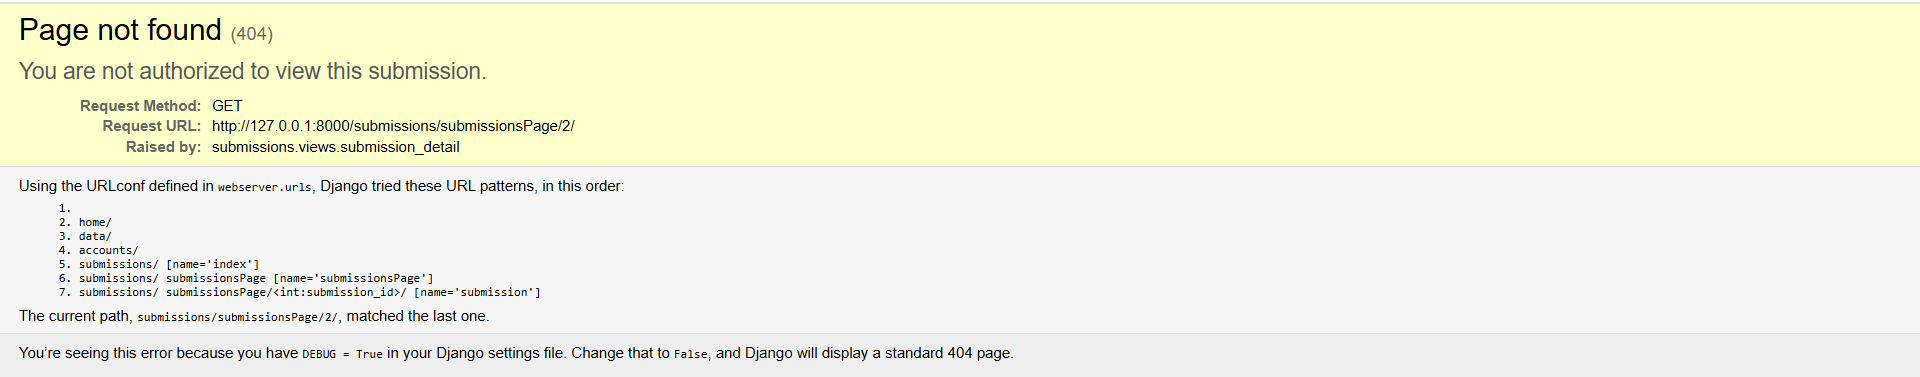 Page not found (404)
You are not authorized to view this submission.
Request Method: GET
Request URL: http://127.0.0.1:8000/submissions/submissionsPage/2/
Raised by: submissions.views.submission_detail
Using the URLconf defined in webserver.urls, Django tried these URL patterns, in this order:
1.
2. home/
3. data/
4. accounts/
5. submissions/ [name='index']
6. submissions/ submissionsPage [name='submissionsPage']
7. submissions/ submissionsPage/<int:submission_id>/ [name='submission']
The current path, submissions/submissionsPage/2/, matched the last one.
You’re seeing this error because you have DEBUG = True in your Django settings file. Change that to False, and Django will display a standard 404 page.